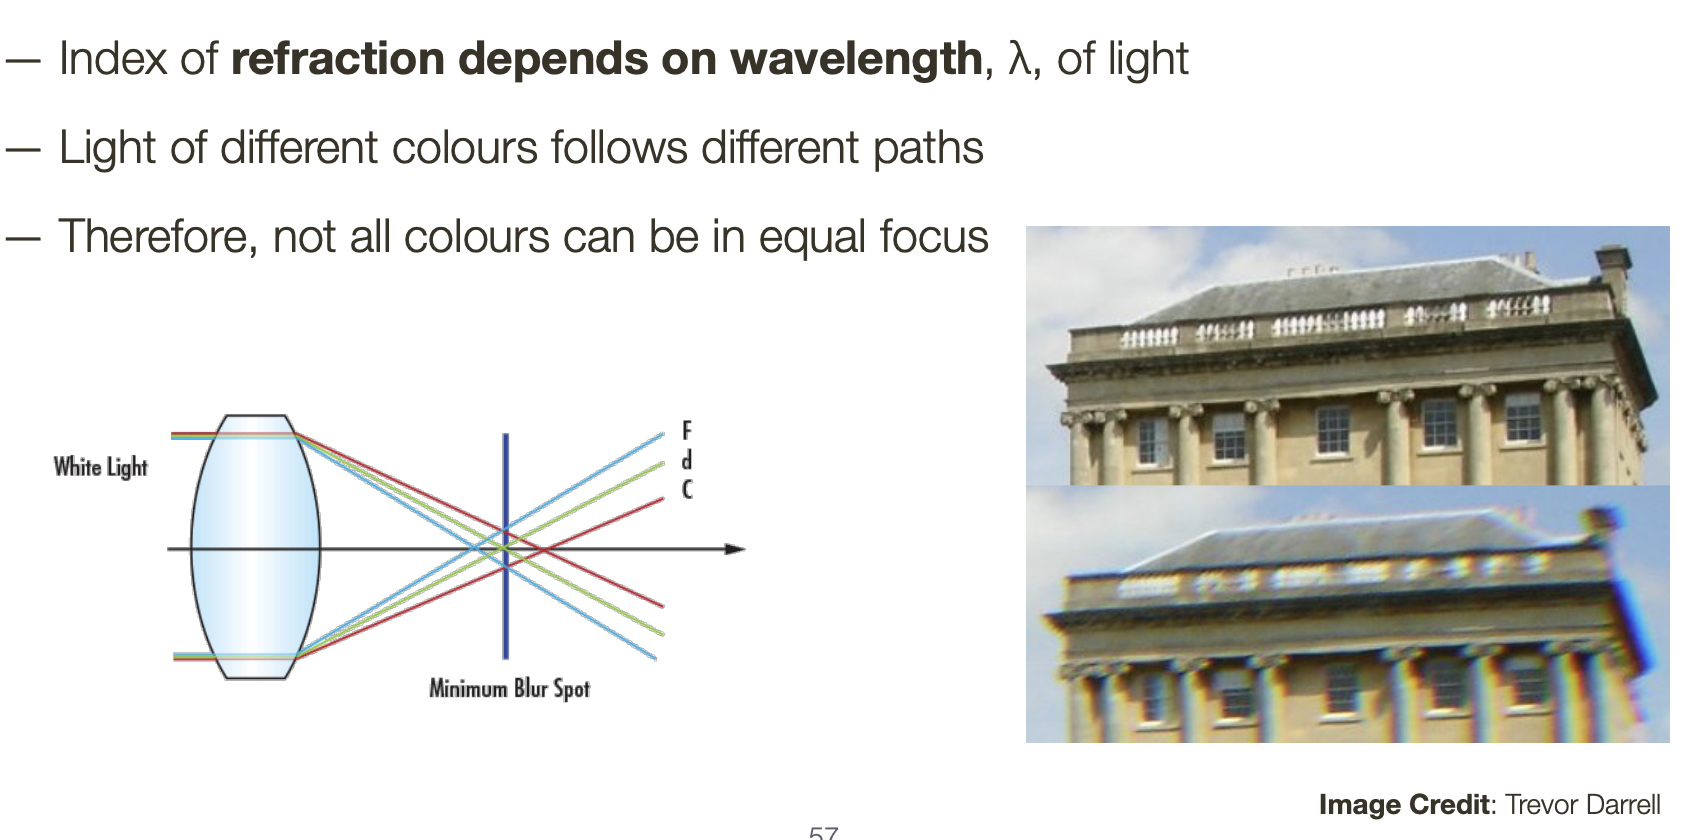 — Index of refraction depends on wavelength, λ, of light
— Light of different colours follows different paths
— Therefore, not all colours can be in equal focus
White Light
F
d
C
Minimum Blur Spot
Image Credit: Trevor Darrell
57